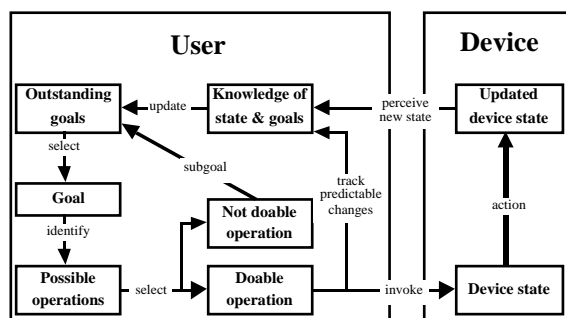 User
Device
Outstanding
goals
update
Knowledge of
state & goals
perceive
new state
Updated
device state
select
subgoal
track
predictable
changes
action
Goal
Not doable
operation
identify
Possible
operations
select
Doable
operation
invoke
Device state